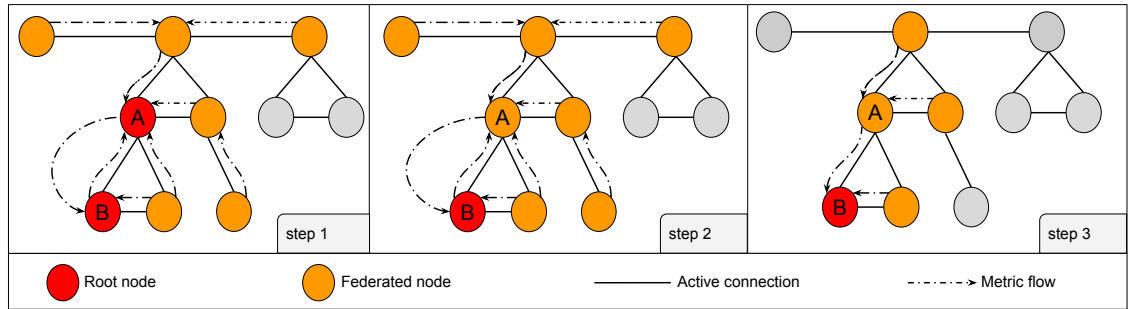 A
B
step 1
A
B
step 2
A
B
step 3
Root node
Federated node
Active connection
Metric flow